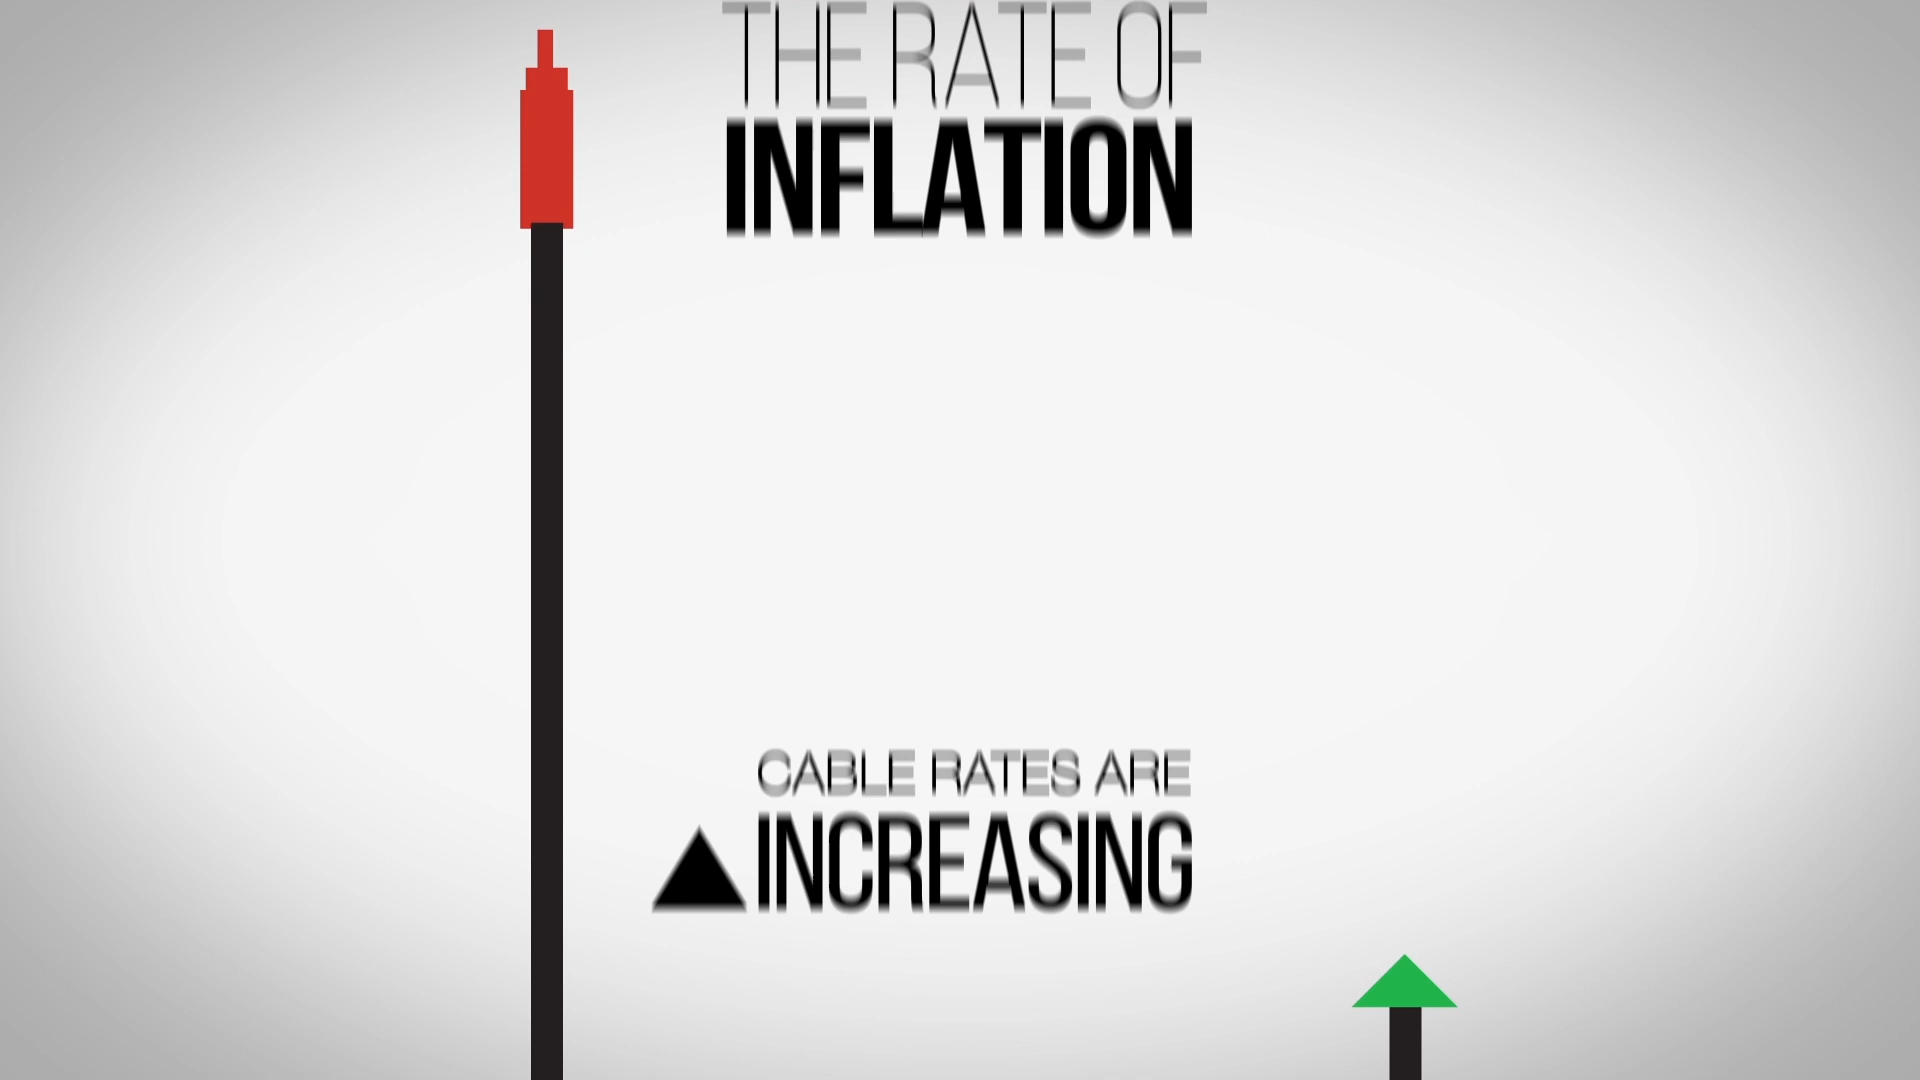 THE RATE OF
INFLATION
CABLE RATES ARE
INCREASING